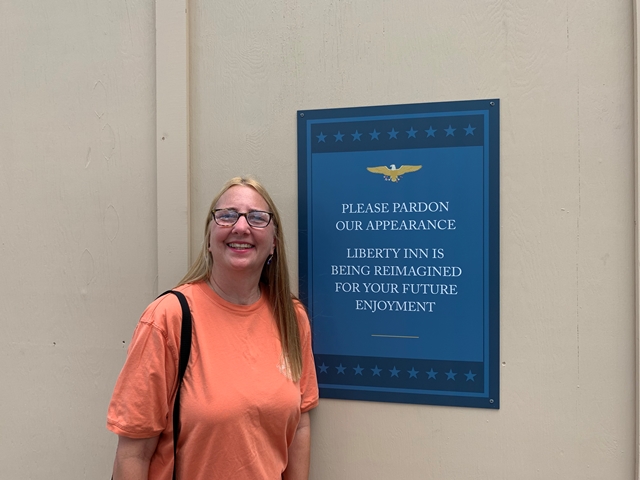 PLEASE PARDON
OUR APPEARANCE
LIBERTY INN IS
BEING REIMAGINED
FOR YOUR FUTURE
ENJOYMENT